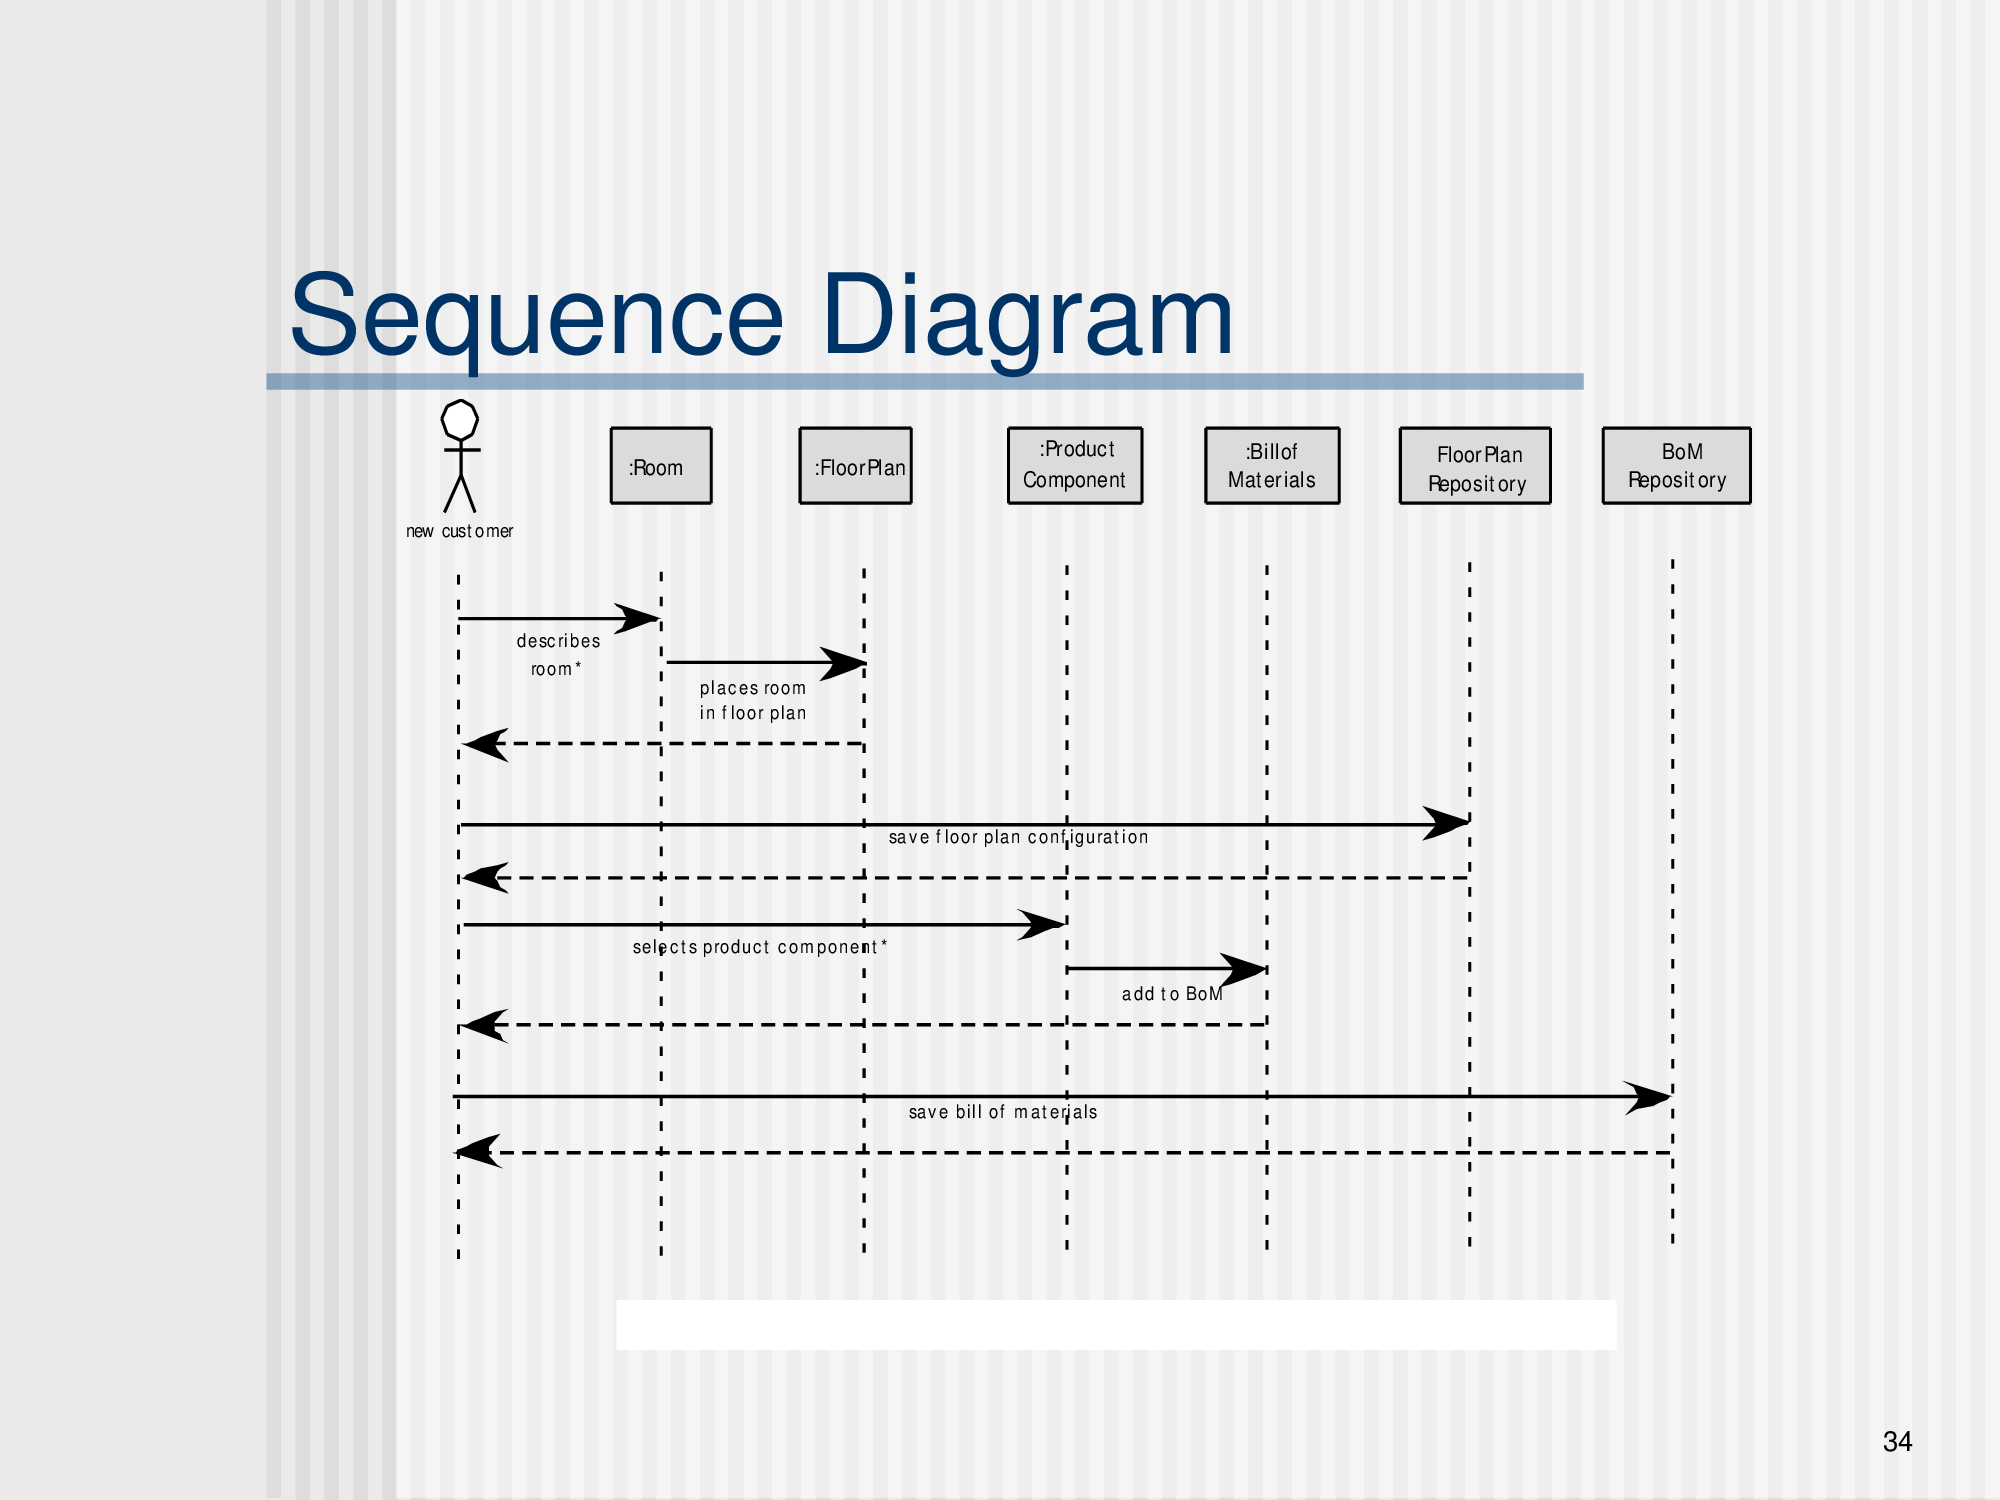 Sequence Diagram
new customer
:Room
:FloorPlan
:Product
Component
:Billof
Materials
FloorPlan
Repository
BoM
Repository
describes
room*
places room
in floor plan
save floor plan configuration
selects product component*
add to BoM
save bill of materials
34